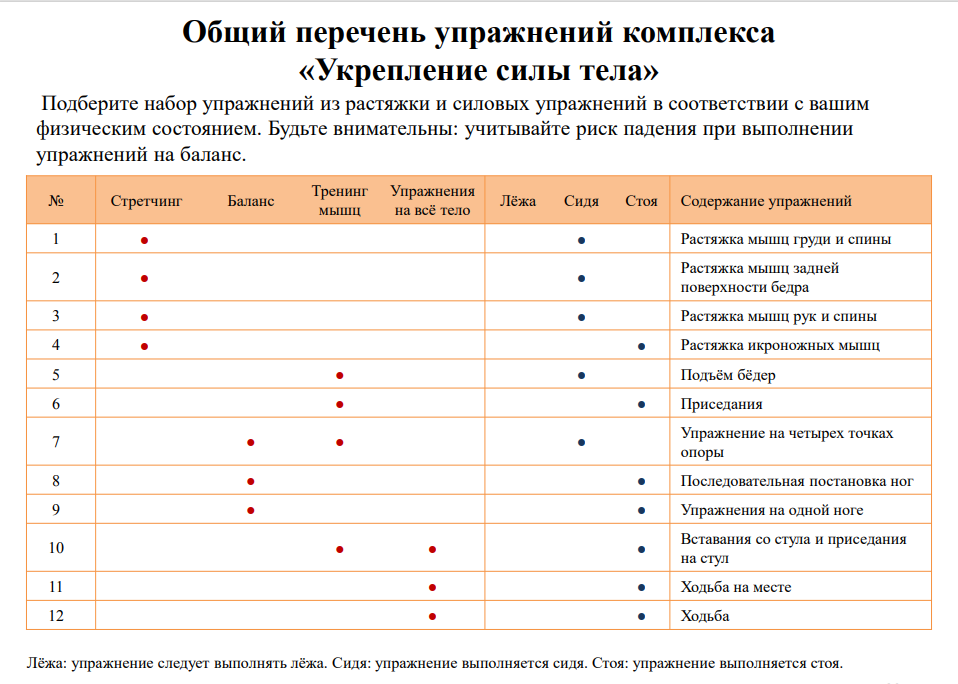 Общий перечень упражнений комплекса
«Укрепление силы тела»
Подберите набор упражнений из растяжки и силовых упражнений в соответствии с вашим
физическим состоянием. Будьте внимательны: учитывайте риск падения при выполнении
упражнений на баланс.
№ Стретчинг Баланс Тренинг мышц Упражнения на всё тело Лёжа Сидя Стоя Содержание упражнений
1 • • Растяжка мышц груди и спины
2 • • Растяжка мышц задней
поверхности бедра
3 • • Растяжка мышц рук и спины
4 • • Растяжка икроножных мышц
5 • • Подъём бёдер
6 • • Приседания
7 • • • Упражнение на четырех точках
опоры
8 • • Последовательная постановка ног
9 • • Упражнения на одной ноге
10 • • • Вставания со стула и приседания
на стул
11 • • Ходьба на месте
12 • • Ходьба
Лёжа: упражнение следует выполнять лёжа. Сидя: упражнение выполняется сидя. Стоя: упражнение выполняется стоя.